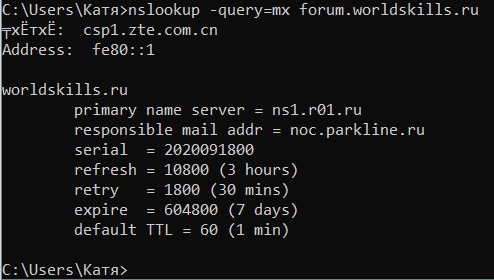 C:\Users\Катя>nslookup -query=mx forum.worldskills.ru
╤хЁтхЁ:  csp1.zte.com.cn
Address:  fe80::1

worldskills.ru
        primary name server = ns1.r01.ru
        responsible mail addr = noc.parkline.ru
        serial  = 2020091800
        refresh = 10800 (3 hours)
        retry   = 1800 (30 mins)
        expire  = 604800 (7 days)
        default TTL = 60 (1 min)

C:\Users\Катя>